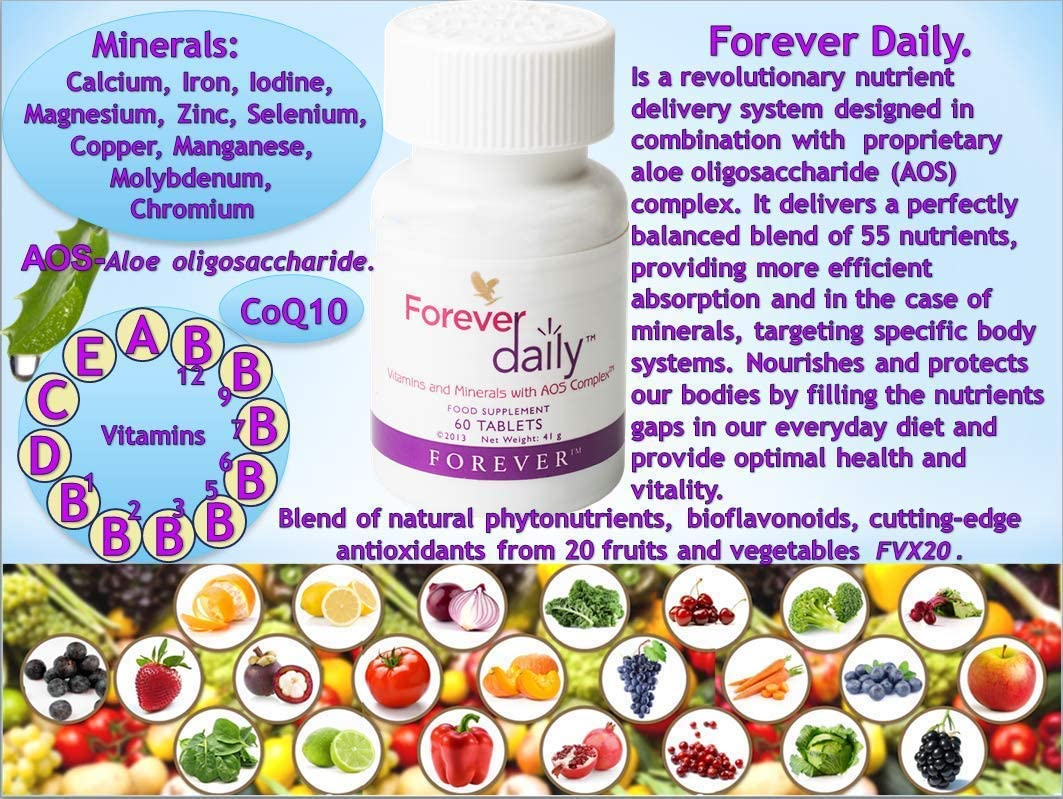 Minerals:
Calcium, Iron, Iodine,
Magnesium, Zinc, Selenium,
Copper, Manganese,
Molybdenum,
Chromium
AOS-Aloe oligosaccharide.
CoQ10
A
B
12
B
9
B
7
B
6
B
5
B
3
B
2
B
1
D
C
E
Vitamins
Forever
daily™
Vitamins and Minerals with AOS Complex™
FOOD SUPPLEMENT
60 TABLETS
©2013 Net Weight: 41 g
FOREVER™
Forever Daily.
Is a revolutionary nutrient
delivery system designed in
combination with proprietary
aloe oligosaccharide (AOS)
complex. It delivers a perfectly
balanced blend of 55 nutrients,
providing more efficient
absorption and in the case of
minerals, targeting specific body
systems. Nourishes and protects
our bodies by filling the nutrients
gaps in our everyday diet and
provide optimal health and
vitality.
Blend of natural phytonutrients, bioflavonoids, cutting-edge
antioxidants from 20 fruits and vegetables FVX20.